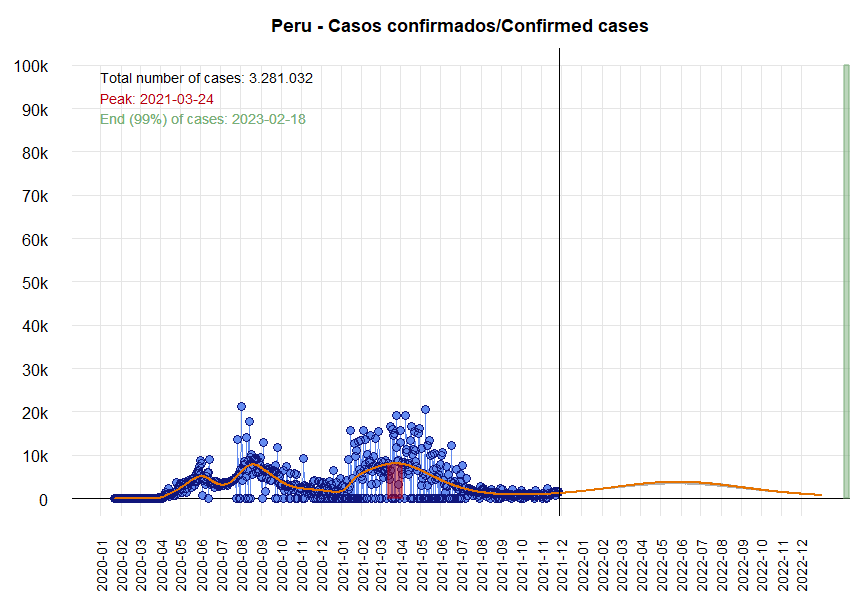 Peru - Casos confirmados/Confirmed cases
100k
90k
80k
70k
60k
50k
40k
30k
20k
10k
0
Total number of cases: 3.281.032
Peak: 2021-03-24
End (99%) of cases: 2023-02-18
2020-01
2020-02
2020-03
2020-04
2020-05
2020-06
2020-07
2020-08
2020-09
2020-10
2020-11
2020-12
2021-01
2021-02
2021-03
2021-04
2021-05
2021-06
2021-07
2021-08
2021-09
2021-10
2021-11
2021-12
2022-01
2022-02
2022-03
2022-04
2022-05
2022-06
2022-07
2022-08
2022-09
2022-10
2022-11
2022-12